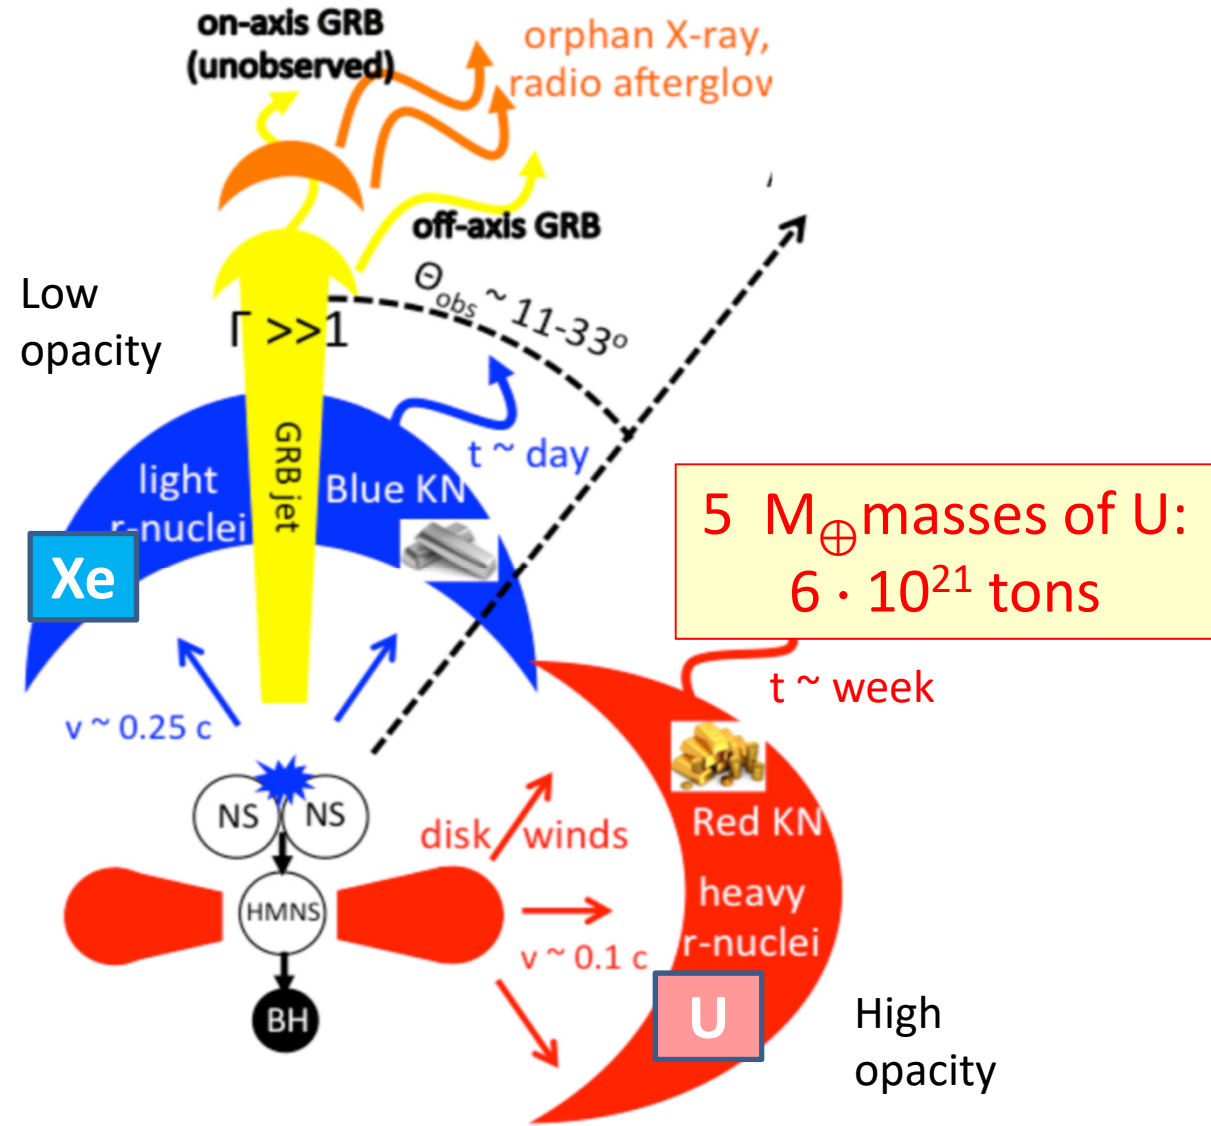 on-axis GRB
(unobserved)
orphan X-ray,
radio afterglow
off-axis GRB
Low
opacity
Θobs ~ 11-33º
Γ >>1
GRB jet
light
r-nuclei
Blue KN
t ~ day
Xe
5 M⊕masses of U:
6 · 10²¹ tons
t ~ week
v ~ 0.25 c
NS
NS
disk winds
Red KN
HMNS
heavy
r-nuclei
v ~ 0.1 c
U
BH
High
opacity